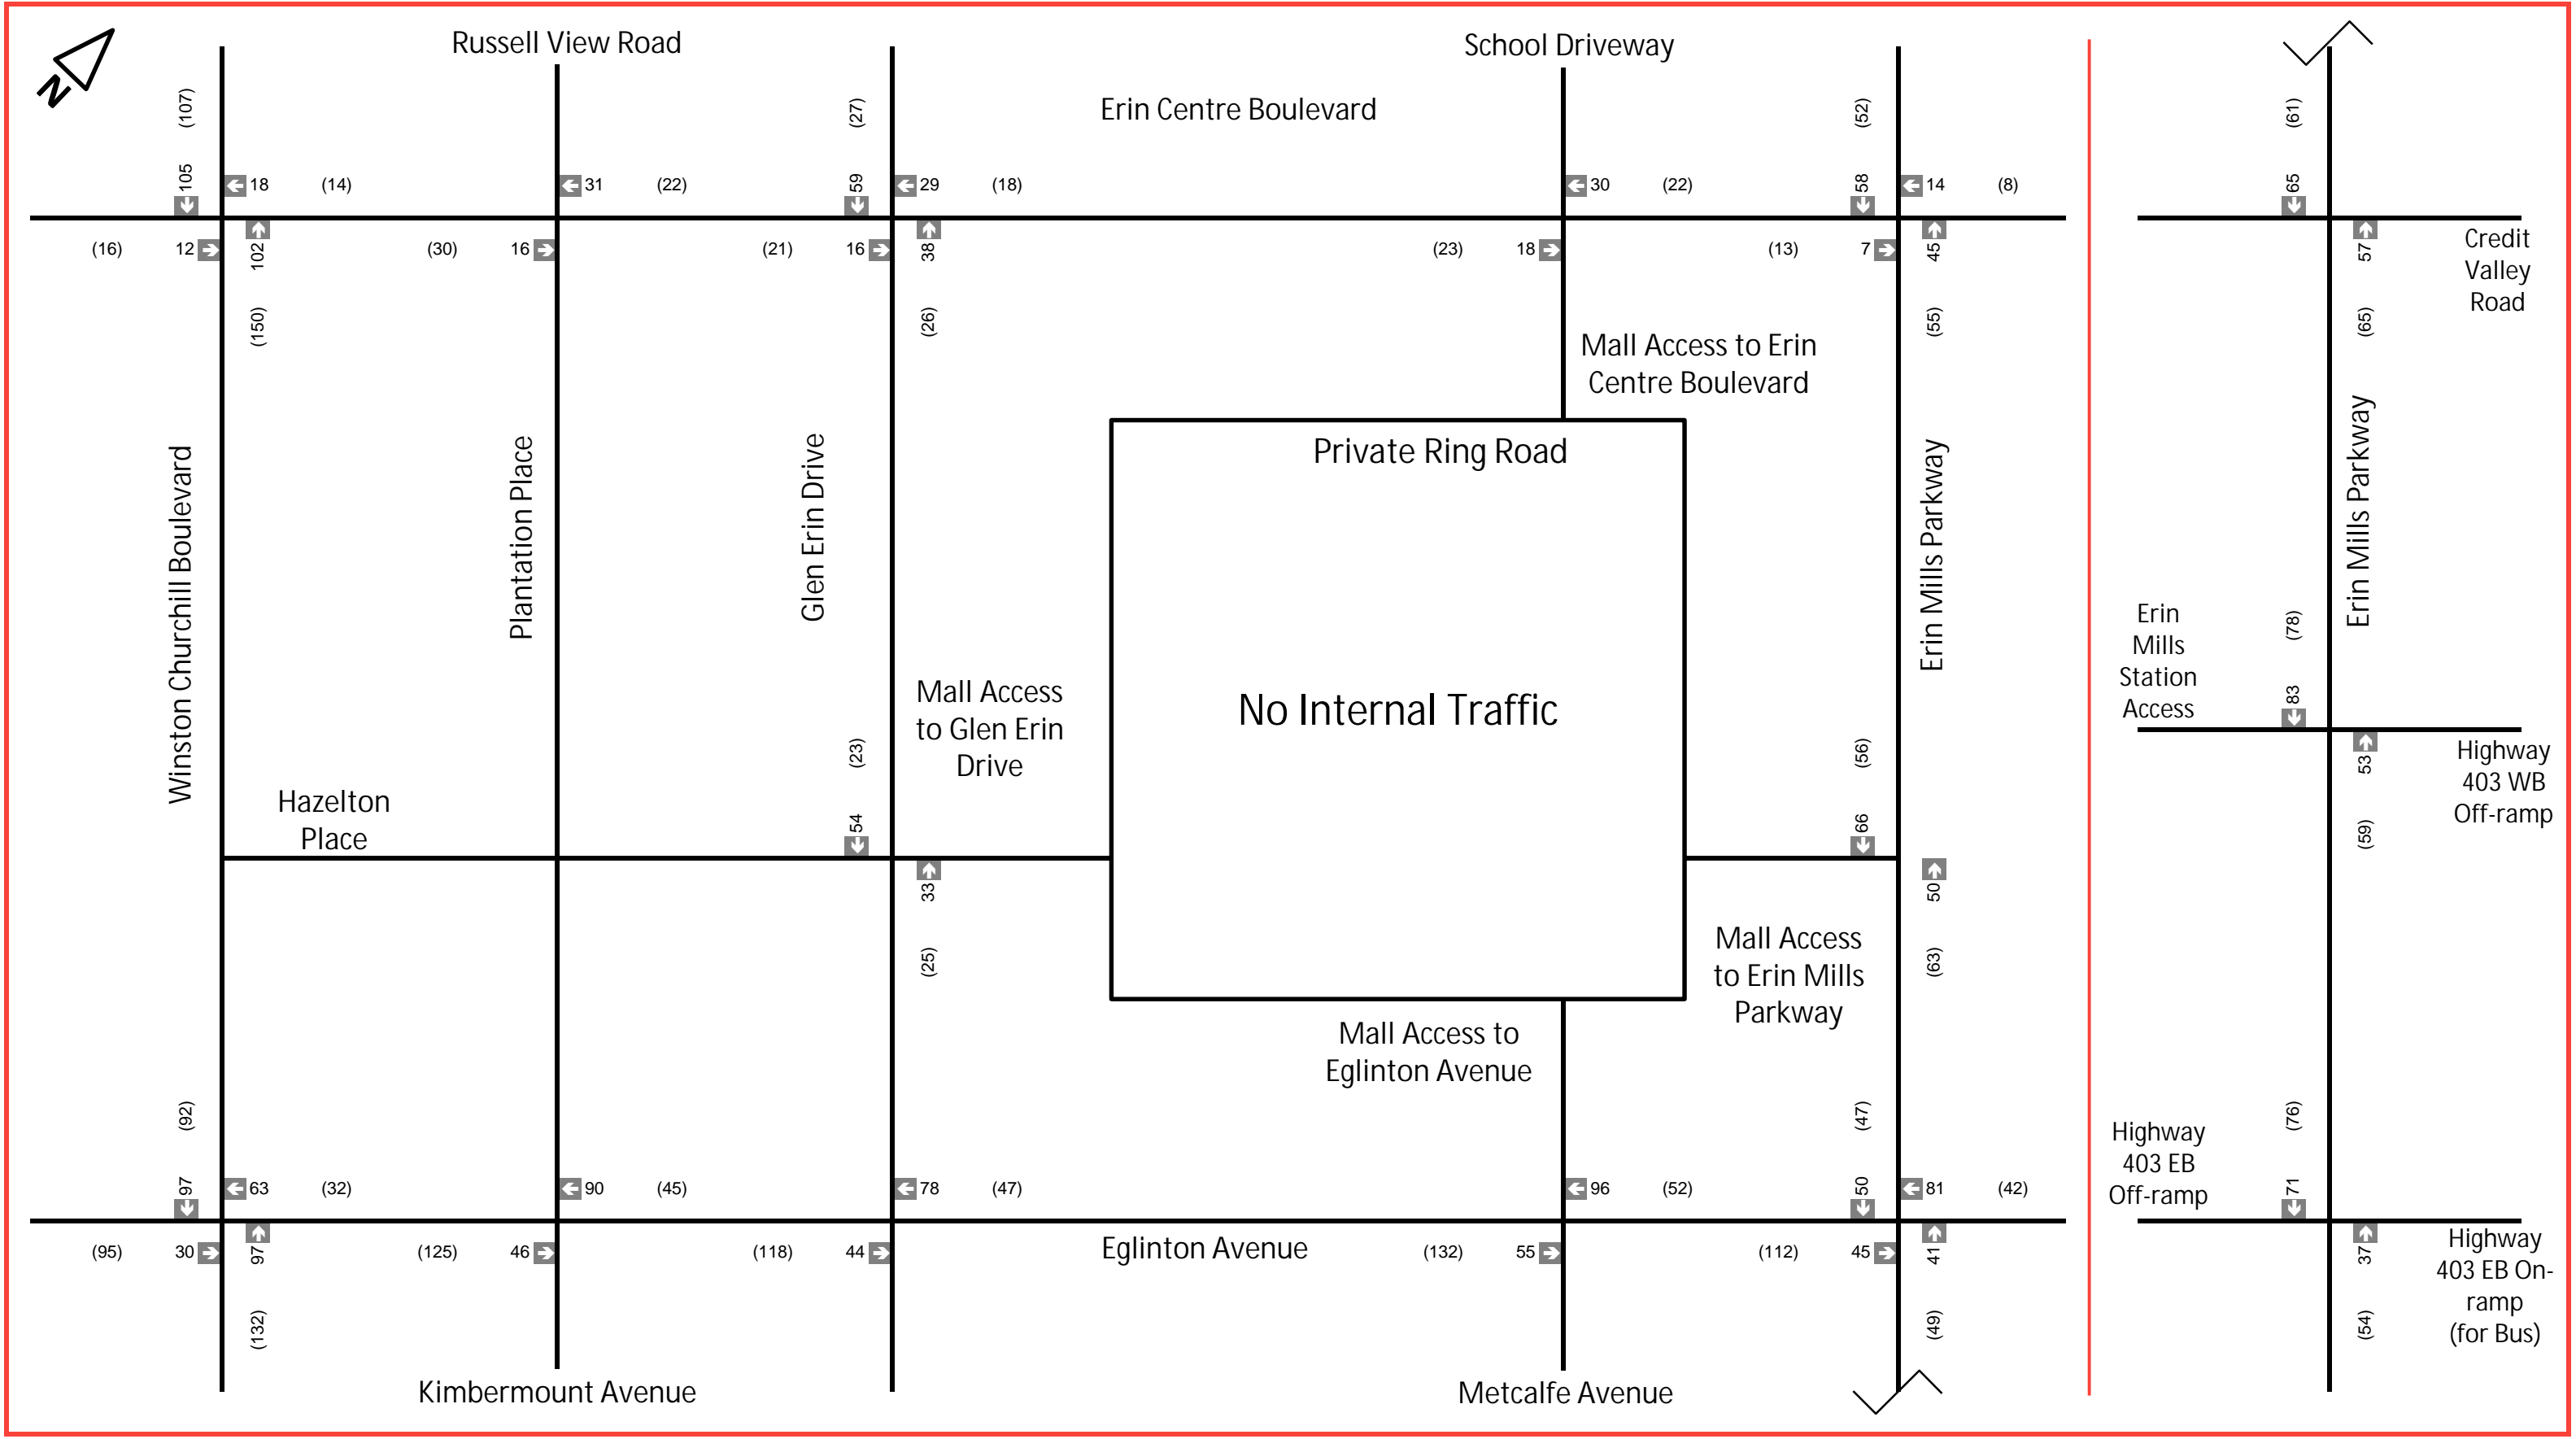 Russell View Road
School Driveway
N
Erin Centre Boulevard
(107)
(27)
(52)
(61)
105
18 (14)
31 (22)
59
29 (18)
30 (22)
58
14 (8)
65
(16) 12
102
(30) 16
(21) 16
38
(23) 18
(13) 7
45
57
Credit
Valley
Road
(150)
(26)
(55)
(65)
Mall Access to Erin
Centre Boulevard
Private Ring Road
Winston Churchill Boulevard
Plantation Place
Glen Erin Drive
Erin Mills Parkway
Erin Mills Parkway
Erin
Mills
Station
Access
(78)
83
No Internal Traffic
Mall Access
to Glen Erin
Drive
(23)
54
(56)
66
53
Highway
403 WB
Off-ramp
(59)
Hazelton
Place
33
(25)
50
(63)
Mall Access
to Erin Mills
Parkway
Mall Access to
Eglinton Avenue
(92)
(47)
(76)
Highway
403 EB
Off-ramp
97
63 (32)
90 (45)
78 (47)
96 (52)
50
81 (42)
71
(95) 30
97
(125) 46
(118) 44
Eglinton Avenue
(132) 55
(112) 45
41
37
Highway
403 EB On-
ramp
(for Bus)
(132)
(49)
(54)
Kimbermount Avenue
Metcalfe Avenue